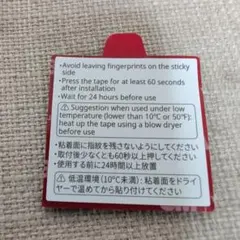 •Avoid leaving fingerprints on the sticky
side
•Press the tape for at least 60 seconds
after installation
•Wait for 24 hours before use
⚠ Suggestion when used under low
temperature (lower than 10°C or 50°F):
heat up the tape using a blow dryer
before use
•粘着面に指紋を残さないようにしてください
•取付後少なくとも60秒以上押してください
•使用する前に24時間以上放置
⚠ 低温環境(10℃未満):粘着面をドライ
ヤーで温めてから貼り付けてください